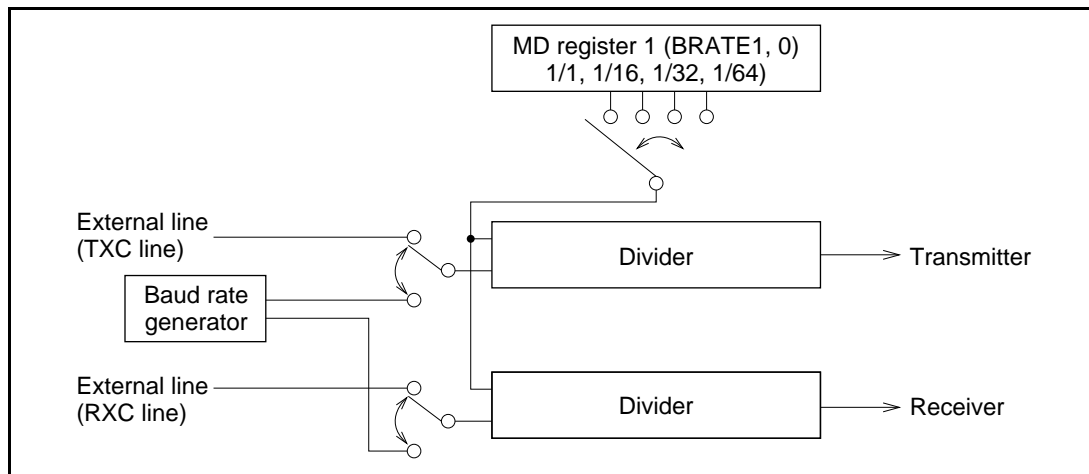 MD register 1 (BRATE1, 0)
1/1, 1/16, 1/32, 1/64)
External line
(TXC line)
Divider
Transmitter
Baud rate
generator
External line
(RXC line)
Divider
Receiver